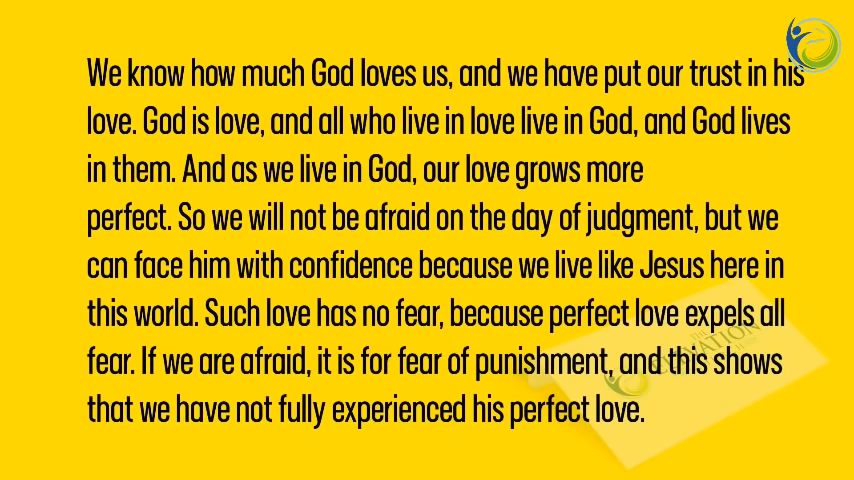 We know how much God loves us, and we have put our trust in his
love. God is love, and all who live in love live in God, and God lives
in them. And as we live in God, our love grows more
perfect. So we will not be afraid on the day of judgment, but we
can face him with confidence because we live like Jesus here in
this world. Such love has no fear, because perfect love expels all
fear. If we are afraid, it is for fear of punishment, and this shows
that we have not fully experienced his perfect love.